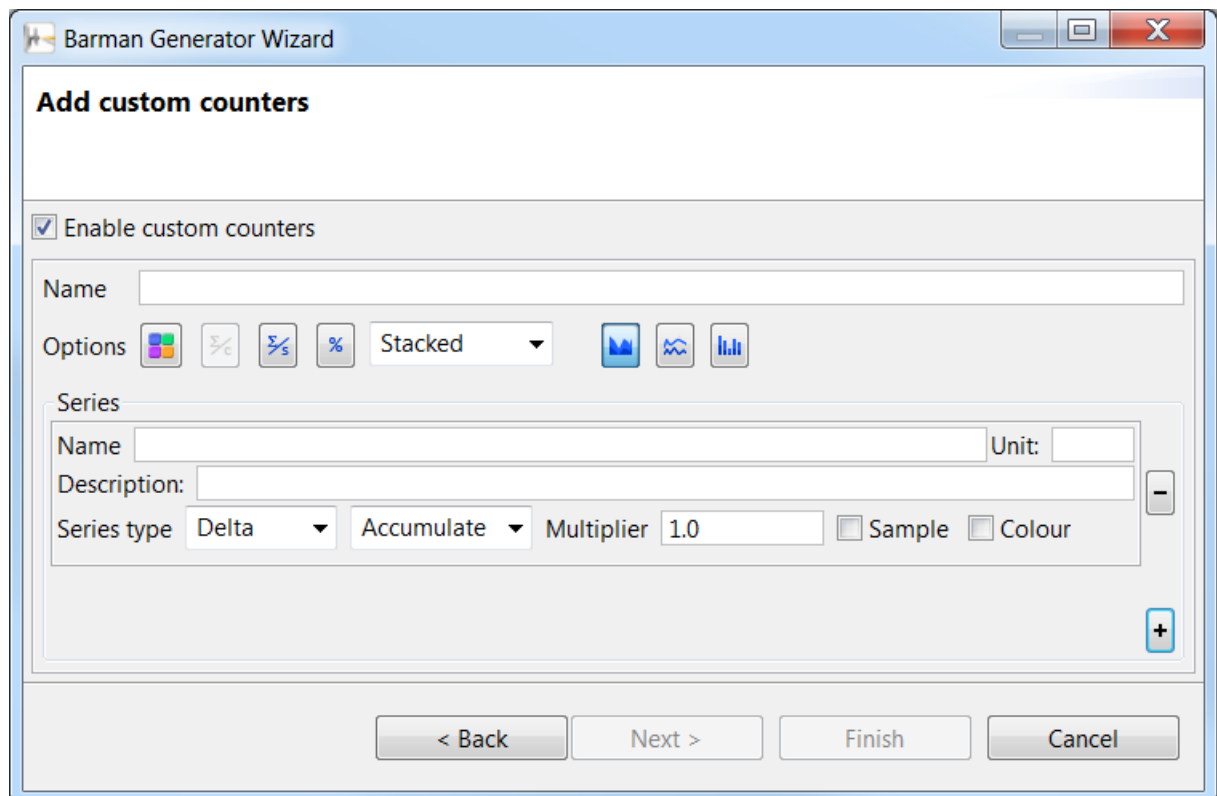 Barman Generator Wizard
Add custom counters
Enable custom counters
Name
Options Σ/c Σ/s % Stacked
Series
Name Unit:
Description:
Series type Delta Accumulate Multiplier 1.0 Sample Colour
< Back Next > Finish Cancel